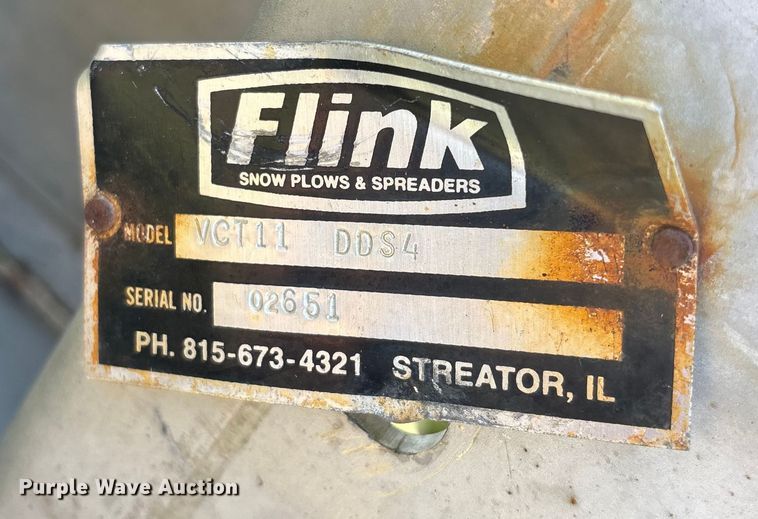 Flink
SNOW PLOWS & SPREADERS
MODEL VCT11 DDS4
SERIAL NO. 02651
PH. 815-673-4321 STREATOR, IL
Purple Wave Auction